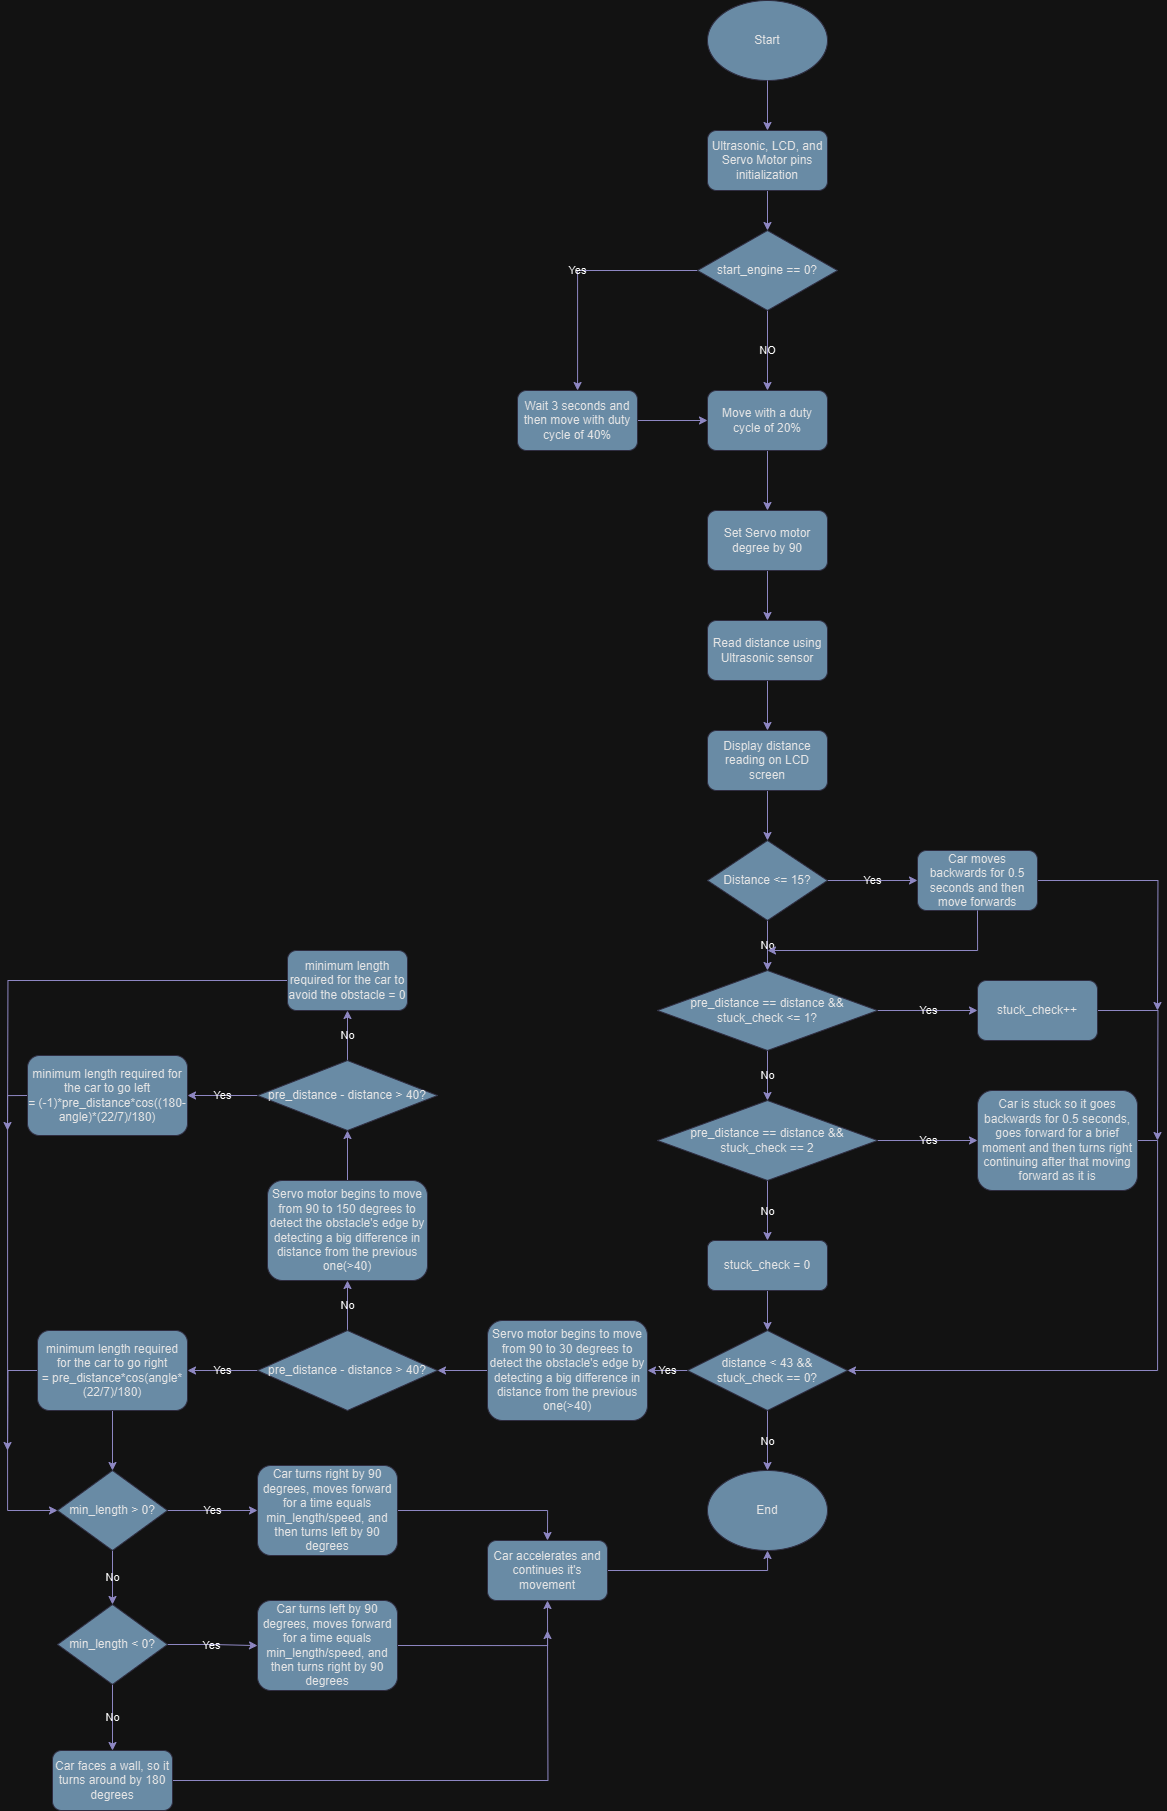 Start
Ultrasonic, LCD, and
Servo Motor pins
initialization
start_engine == 0?
Yes
NO
Wait 3 seconds and
then move with duty
cycle of 40%
Move with a duty
cycle of 20%
Set Servo motor
degree by 90
Read distance using
Ultrasonic sensor
Display distance
reading on LCD
screen
Distance <= 15?
Yes
Car moves
backwards for 0.5
seconds and then
move forwards
No
pre_distance == distance &&
stuck_check <= 1?
Yes
stuck_check++
No
pre_distance == distance &&
stuck_check == 2
Yes
Car is stuck so it goes
backwards for 0.5 seconds,
goes forward for a brief
moment and then turns right
continuing after that moving
forward as it is
No
stuck_check = 0
distance < 43 &&
stuck_check == 0?
Yes
No
End
Servo motor begins to move
from 90 to 30 degrees to
detect the obstacle's edge by
detecting a big difference in
distance from the previous
one(>40)
pre_distance - distance > 40?
Yes
No
Servo motor begins to move
from 90 to 150 degrees to
detect the obstacle's edge by
detecting a big difference in
distance from the previous
one(>40)
pre_distance - distance > 40?
Yes
No
minimum length
required for the car to
avoid the obstacle = 0
minimum length required for
the car to go left
= (-1)*pre_distance*cos((180-
angle)*(22/7)/180)
minimum length required
for the car to go right
= pre_distance*cos(angle*
(22/7)/180)
min_length > 0?
Yes
Car turns right by 90
degrees, moves forward
for a time equals
min_length/speed, and
then turns left by 90
degrees
No
min_length < 0?
Yes
Car turns left by 90
degrees, moves forward
for a time equals
min_length/speed, and
then turns right by 90
degrees
No
Car faces a wall, so it
turns around by 180
degrees
Car accelerates and
continues it's
movement